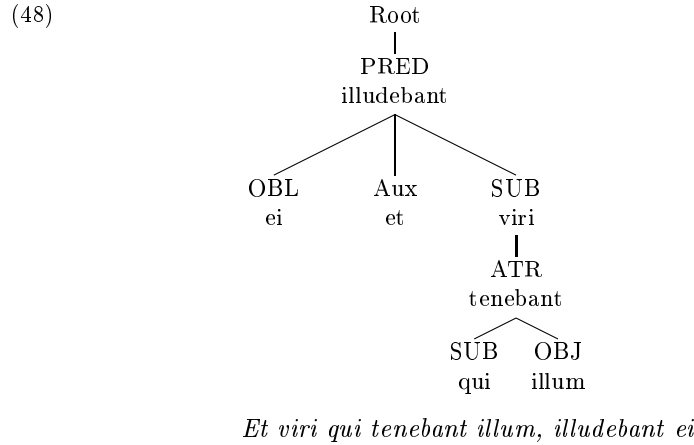 (48) Root
PRED
illudebant
OBL Aux SUB
ei et viri
ATR
tenebant
SUB OBJ
qui illum
Et viri qui tenebant illum, illudebant ei